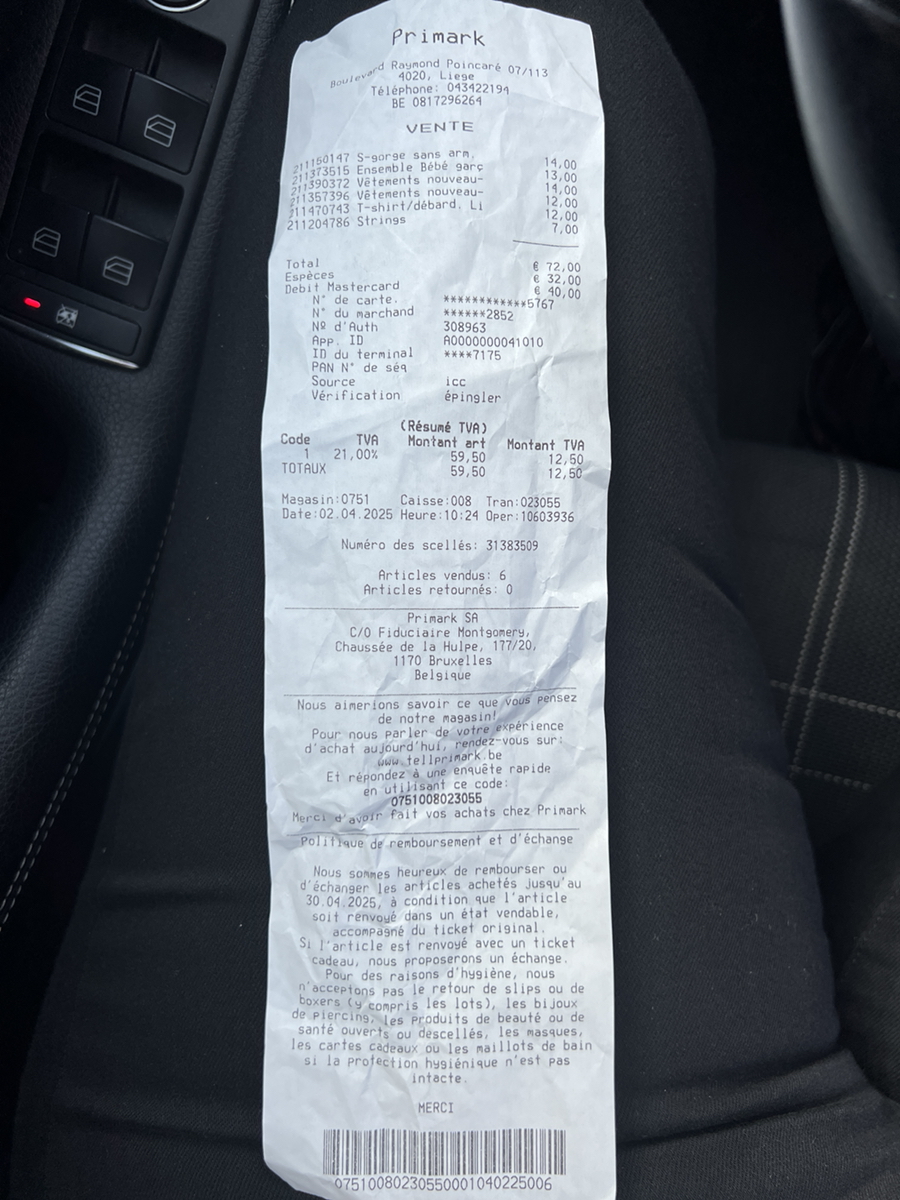 Primark
Boulevard Raymond Poincaré 07/113
4020, Liege
Téléphone: 043422194
BE 0817296264
VENTE
211150147 S-gorge sans arm. 14,00
211373515 Ensemble Bébé garç 13,00
211390372 Vêtements nouveau- 14,00
211357396 Vêtements nouveau- 12,00
211470743 T-shirt/débard. Li 12,00
211204786 Strings 7,00
Total € 72,00
Espèces € 32,00
Debit Mastercard € 40,00
N° de carte. ************5767
N° du marchand ******2852
Nº d'Auth 308963
App. ID A0000000041010
ID du terminal ****7175
PAN N° de séq
Source icc
Vérification épingler
(Résumé TVA)
Code TVA Montant art Montant TVA
1 21,00% 59,50 12,50
TOTAUX 59,50 12,50
Magasin:0751 Caisse:008 Tran:023055
Date:02.04.2025 Heure:10:24 Oper:10603936
Numéro des scellés: 31383509
Articles vendus: 6
Articles retournés: 0
Primark SA
C/O Fiduciaire Montgomery,
Chaussée de la Hulpe, 177/20,
1170 Bruxelles
Belgique
Nous aimerions savoir ce que vous pensez
de notre magasin!
Pour nous parler de votre expérience
d'achat aujourd'hui, rendez-vous sur:
www.tellprimark.be
Et répondez à une enquête rapide
en utilisant ce code:
0751008023055
Merci d'avoir fait vos achats chez Primark
Politique de remboursement et d'échange
Nous sommes heureux de rembourser ou
d'échanger les articles achetés jusqu'au
30.04.2025, à condition que l'article
soit renvoyé dans un état vendable,
accompagné du ticket original.
Si l'article est renvoyé avec un ticket
cadeau, nous proposerons un échange.
Pour des raisons d'hygiène, nous
n'acceptons pas le retour de slips ou de
boxers (y compris les lots), les bijoux
de piercing, les produits de beauté ou de
santé ouverts ou descellés, les masques,
les cartes cadeaux ou les maillots de bain
si la protection hygiénique n'est pas
intacte.
MERCI
07510080230550001040225006